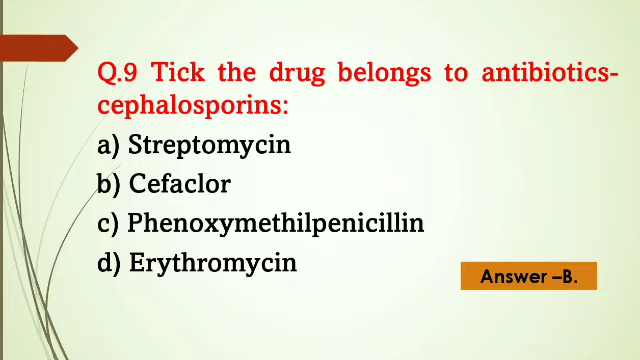 Q.9 Tick the drug belongs to antibiotics-
cephalosporins:
a) Streptomycin
b) Cefaclor
c) Phenoxymethilpenicillin
d) Erythromycin
Answer –B.